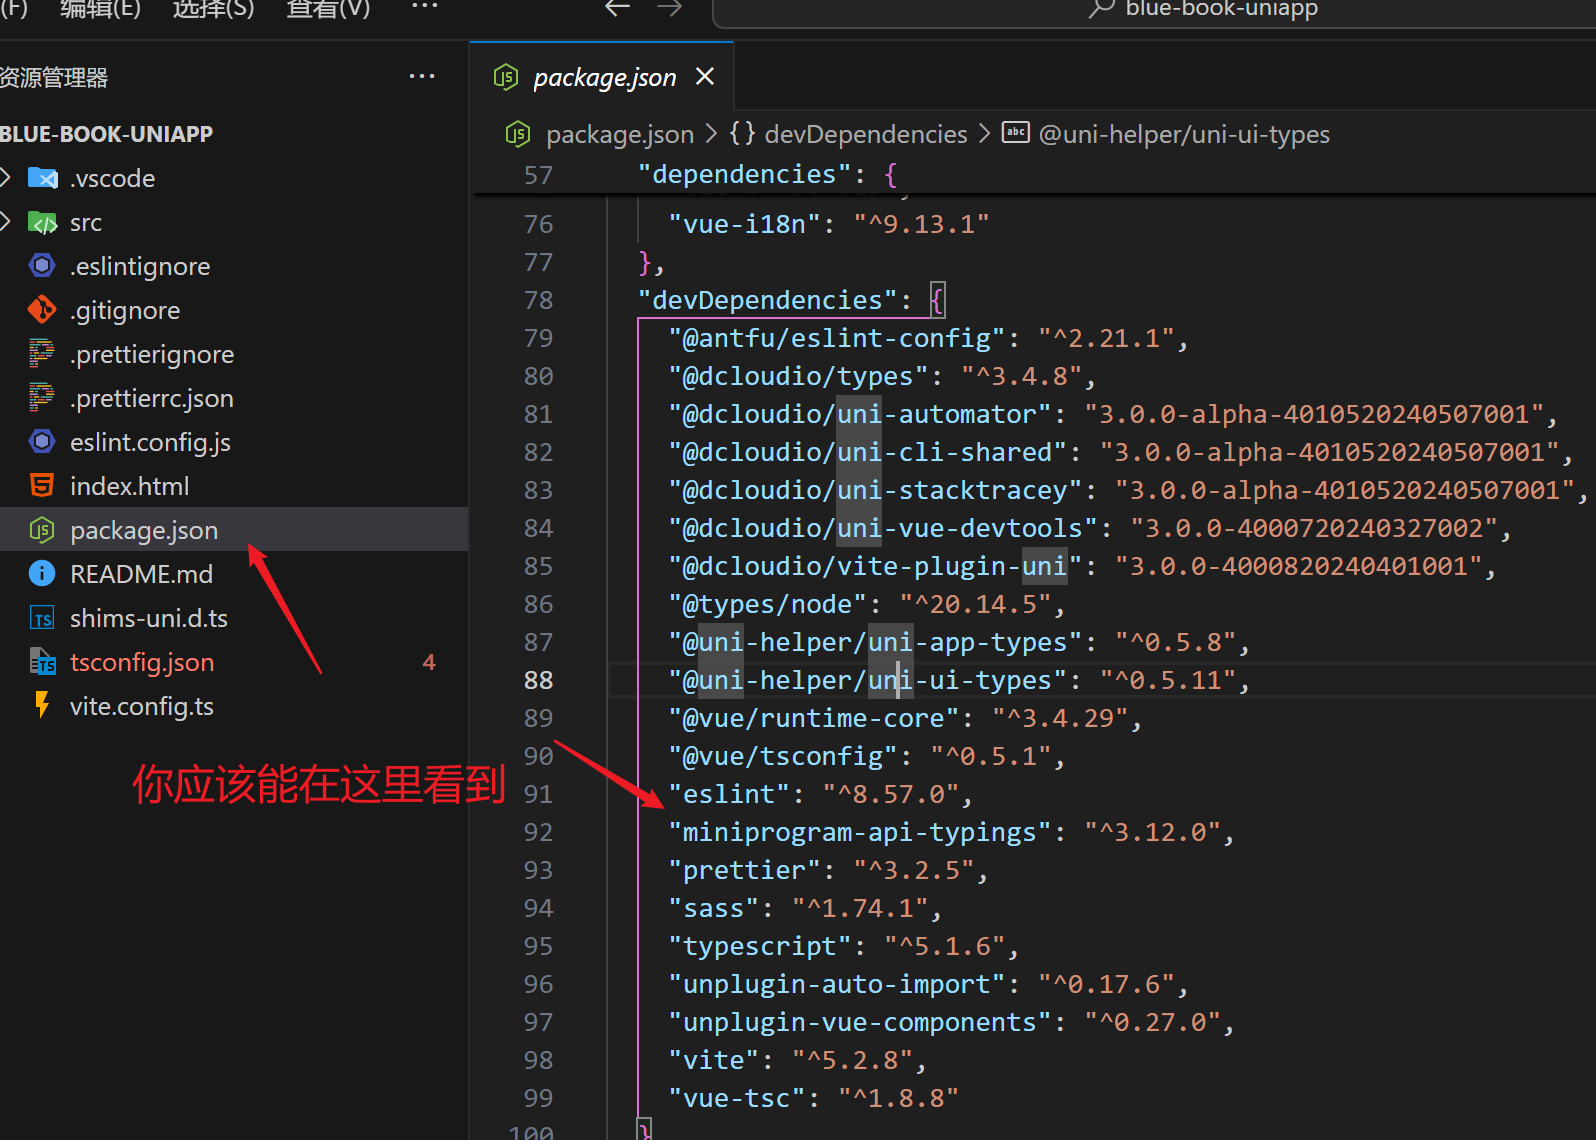 (F) 编辑(E) 选择(S) 查看(V) ··· ← → blue-book-uniapp
资源管理器 ···
BLUE-BOOK-UNIAPP
.vscode
src
.eslintignore
.gitignore
.prettierignore
.prettierrc.json
eslint.config.js
index.html
package.json
README.md
shims-uni.d.ts
tsconfig.json 4
vite.config.ts
你应该能在这里看到
package.json ×
package.json > {} devDependencies > abc @uni-helper/uni-ui-types
57 "dependencies": {
76 "vue-i18n": "^9.13.1"
77 },
78 "devDependencies": {
79 "@antfu/eslint-config": "^2.21.1",
80 "@dcloudio/types": "^3.4.8",
81 "@dcloudio/uni-automator": "3.0.0-alpha-4010520240507001",
82 "@dcloudio/uni-cli-shared": "3.0.0-alpha-4010520240507001",
83 "@dcloudio/uni-stacktracey": "3.0.0-alpha-4010520240507001",
84 "@dcloudio/uni-vue-devtools": "3.0.0-4000720240327002",
85 "@dcloudio/vite-plugin-uni": "3.0.0-4000820240401001",
86 "@types/node": "^20.14.5",
87 "@uni-helper/uni-app-types": "^0.5.8",
88 "@uni-helper/uni-ui-types": "^0.5.11",
89 "@vue/runtime-core": "^3.4.29",
90 "@vue/tsconfig": "^0.5.1",
91 "eslint": "^8.57.0",
92 "miniprogram-api-typings": "^3.12.0",
93 "prettier": "^3.2.5",
94 "sass": "^1.74.1",
95 "typescript": "^5.1.6",
96 "unplugin-auto-import": "^0.17.6",
97 "unplugin-vue-components": "^0.27.0",
98 "vite": "^5.2.8",
99 "vue-tsc": "^1.8.8"
100 }